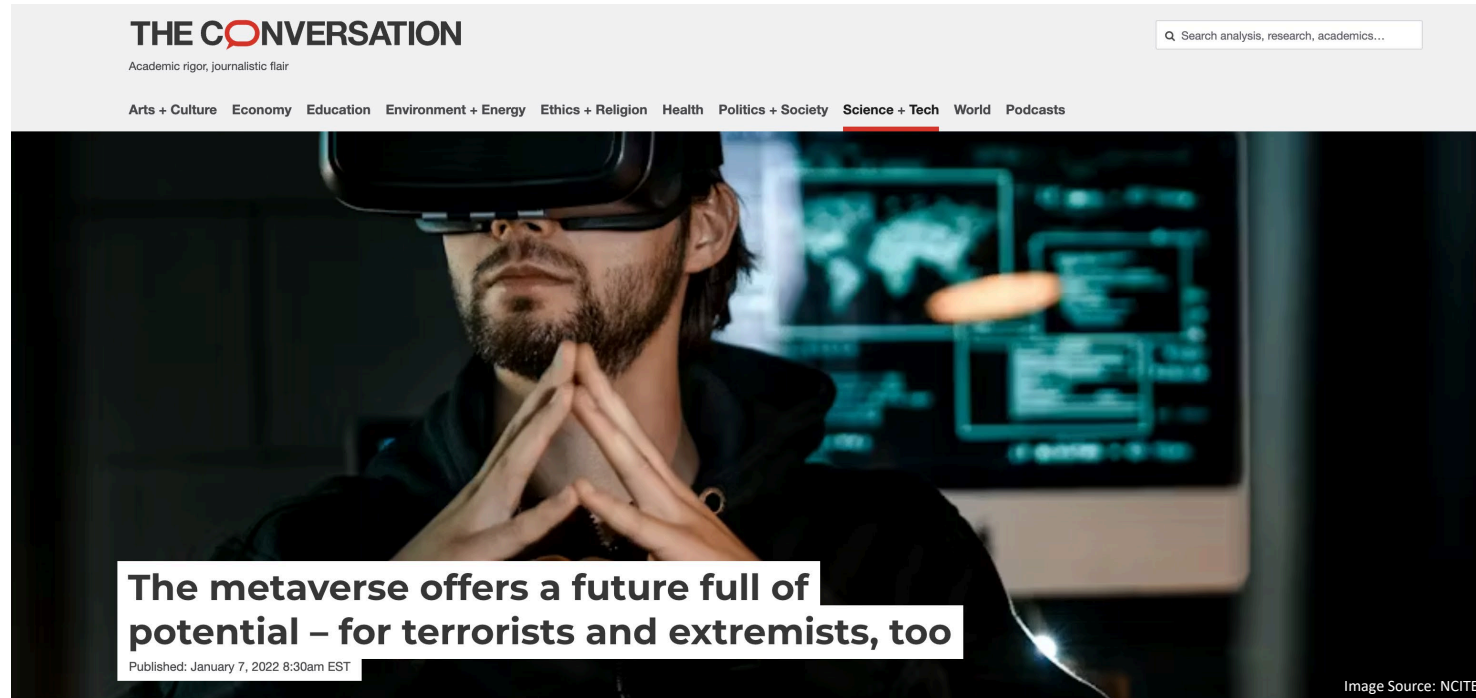 THE CONVERSATION
Search analysis, research, academics...
Academic rigor, journalistic flair
Arts + Culture Economy Education Environment + Energy Ethics + Religion Health Politics + Society Science + Tech World Podcasts
The metaverse offers a future full of
potential – for terrorists and extremists, too
Published: January 7, 2022 8:30am EST
Image Source: NCITE